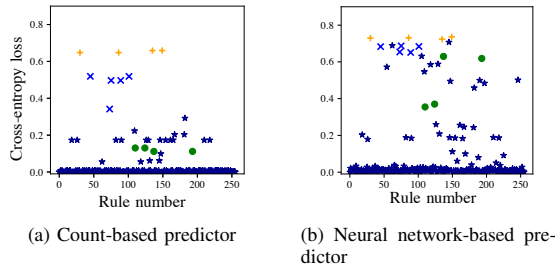 Cross-entropy loss
0.8
0.6
0.4
0.2
0.0
0 50 100 150 200 250
Rule number
(a) Count-based predictor
0.8
0.6
0.4
0.2
0.0
0 50 100 150 200 250
Rule number
(b) Neural network-based pre-
dictor